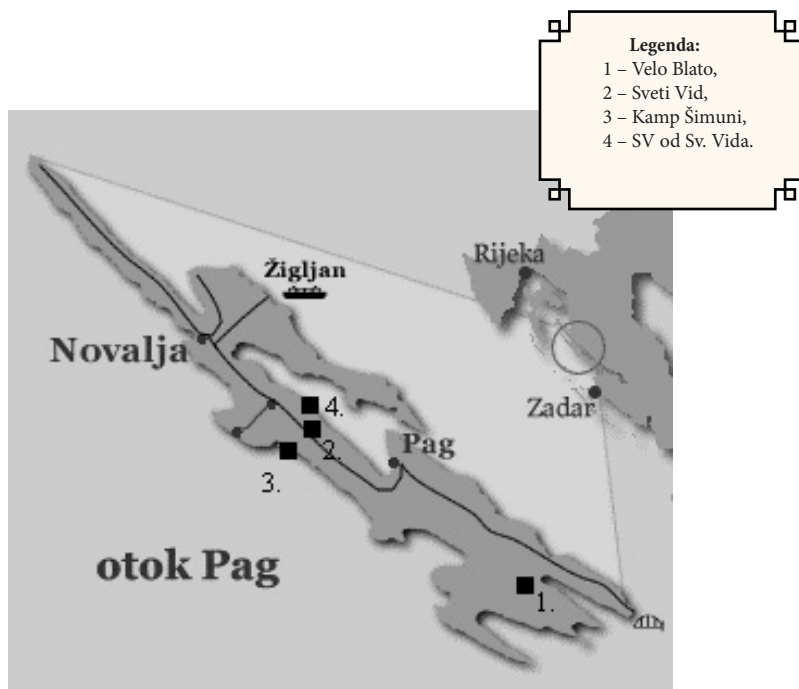 Legenda:
1 – Velo Blato,
2 – Sveti Vid,
3 – Kamp Šimuni,
4 – SV od Sv. Vida.
Rijeka
Žigljan
Novalja
Zadar
4.
2.
Pag
3.
otok Pag
1.